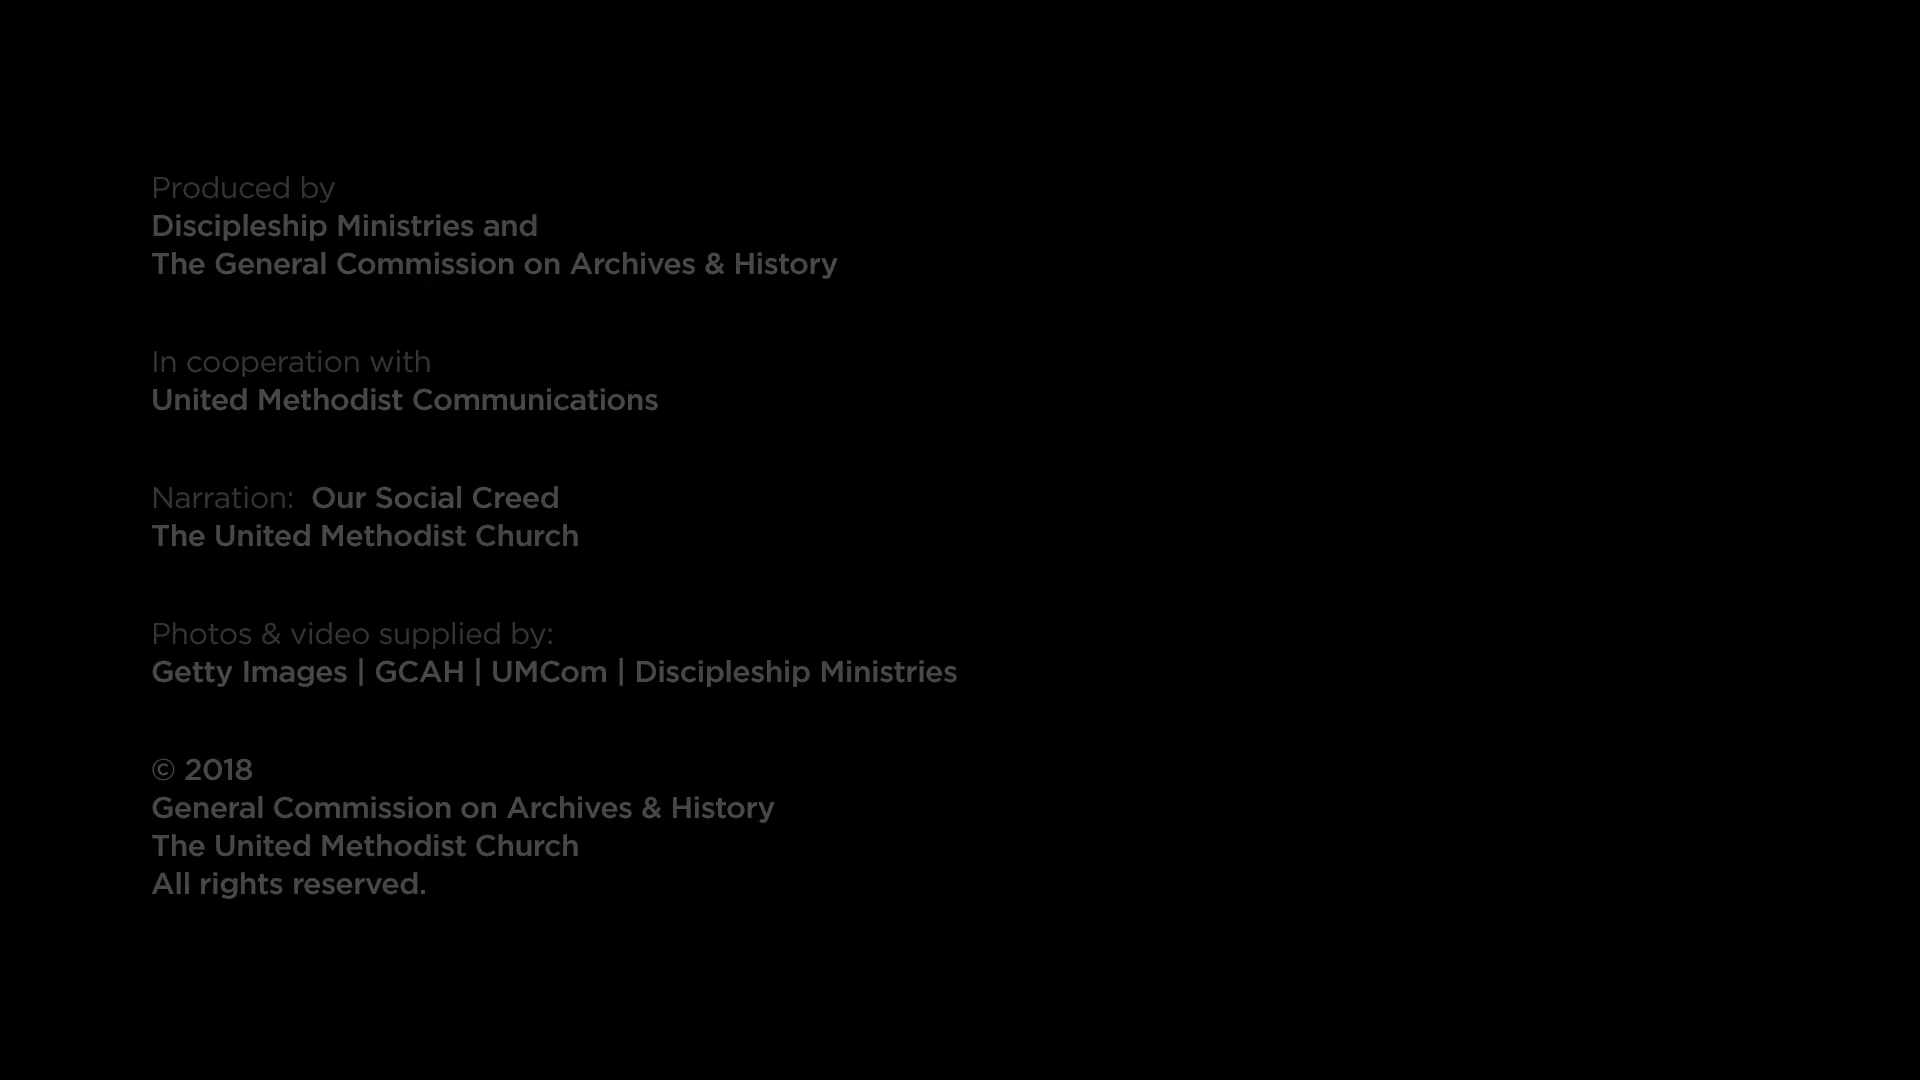 Produced by
Discipleship Ministries and
The General Commission on Archives & History
In cooperation with
United Methodist Communications
Narration: Our Social Creed
The United Methodist Church
Photos & video supplied by:
Getty Images | GCAH | UMCom | Discipleship Ministries
© 2018
General Commission on Archives & History
The United Methodist Church
All rights reserved.